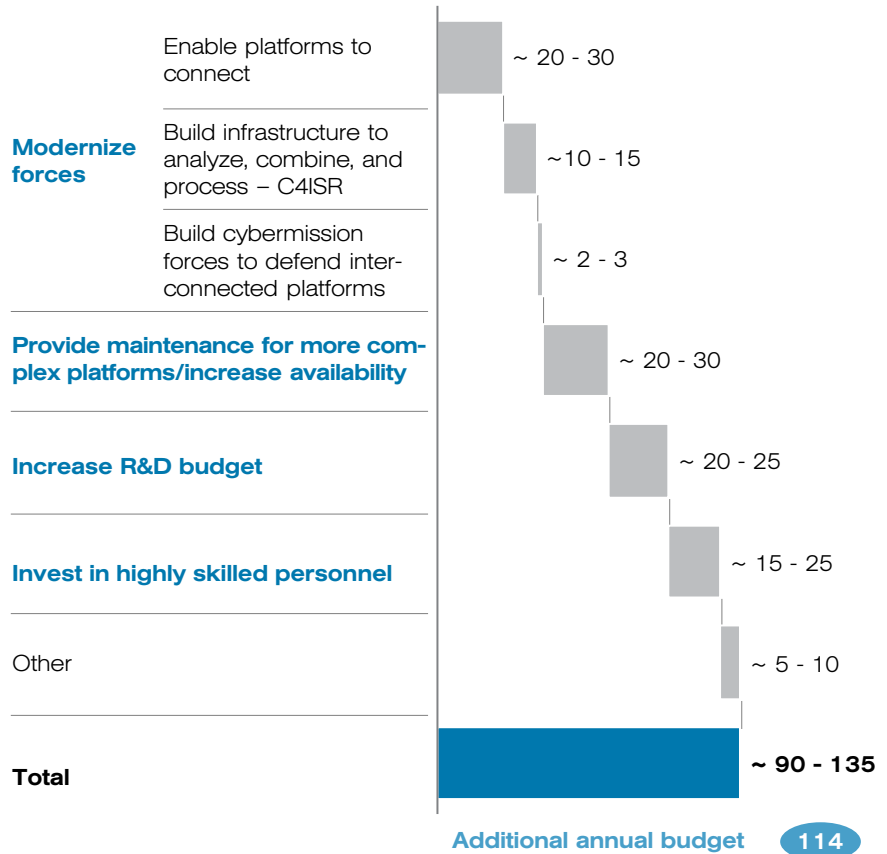 Enable platforms to
connect
~ 20 - 30
Modernize
forces
Build infrastructure to
analyze, combine, and
process – C4ISR
~10 - 15
Build cybermission
forces to defend inter-
connected platforms
~ 2 - 3
Provide maintenance for more com-
plex platforms/increase availability
~ 20 - 30
Increase R&D budget
~ 20 - 25
Invest in highly skilled personnel
~ 15 - 25
Other
~ 5 - 10
Total
~ 90 - 135
Additional annual budget 114